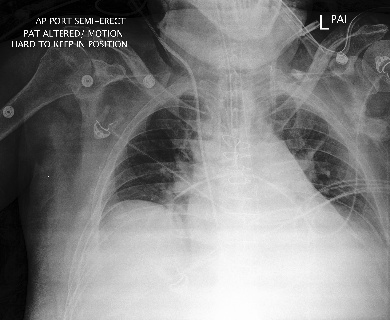 AP PORT SEMI-ERECT
PAT ALTERED/ MOTION
HARD TO KEEP IN POSITION
L PAI